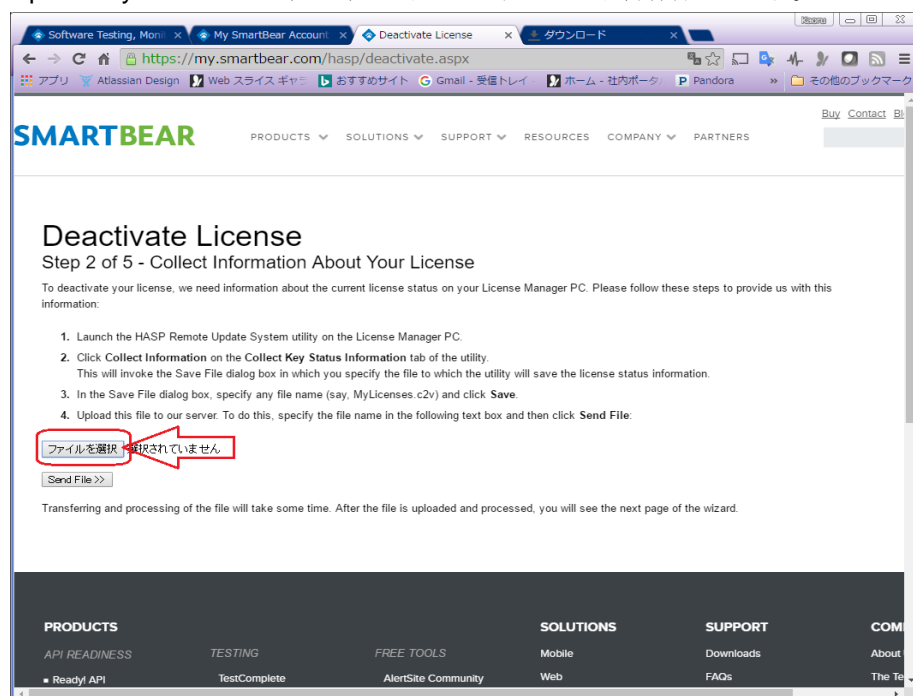 Software Testing, Moni
My SmartBear Account
Deactivate License
ダウンロード
https://my.smartbear.com/hasp/deactivate.aspx
アプリ
Atlassian Design
Web スライス ギャラ
おすすめサイト
Gmail - 受信トレイ -
ホーム - 社内ポータル
Pandora
»
その他のブックマーク
Buy Contact Bl
SMARTBEAR
PRODUCTS
SOLUTIONS
SUPPORT
RESOURCES
COMPANY
PARTNERS
Deactivate License
Step 2 of 5 - Collect Information About Your License
To deactivate your license, we need information about the current license status on your License Manager PC. Please follow these steps to provide us with this
information:
1. Launch the HASP Remote Update System utility on the License Manager PC.
2. Click Collect Information on the Collect Key Status Information tab of the utility.
This will invoke the Save File dialog box in which you specify the file to which the utility will save the license status information.
3. In the Save File dialog box, specify any file name (say, MyLicenses.c2v) and click Save.
4. Upload this file to our server. To do this, specify the file name in the following text box and then click Send File:
ファイルを選択 選択されていません
Send File >>
Transferring and processing of the file will take some time. After the file is uploaded and processed, you will see the next page of the wizard.
PRODUCTS
SOLUTIONS
SUPPORT
COM
API READINESS
TESTING
FREE TOOLS
Mobile
Downloads
About
▪ Ready! API
TestComplete
AlertSite Community
Web
FAQs
The Te